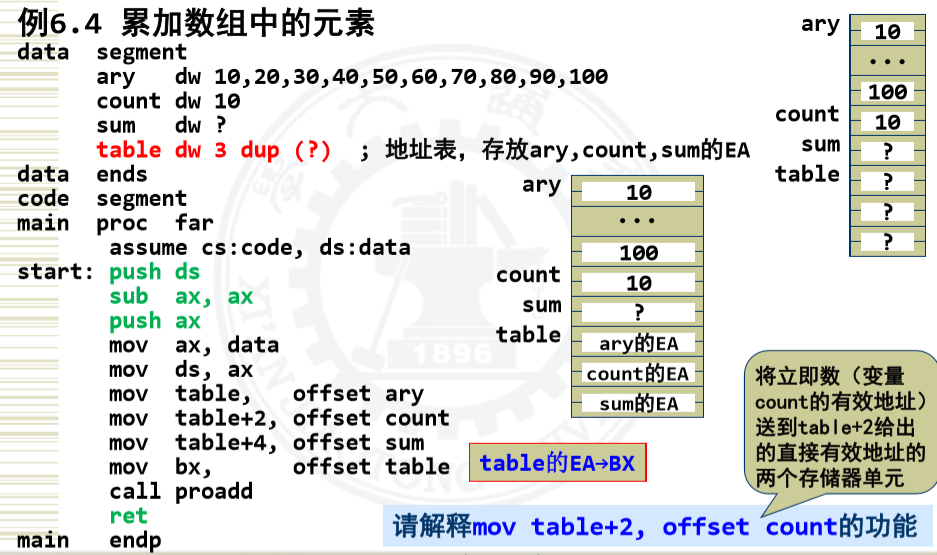 例6.4 累加数组中的元素
data segment
ary dw 10,20,30,40,50,60,70,80,90,100
count dw 10
sum dw ?
table dw 3 dup (?) ; 地址表，存放ary,count,sum的EA
data ends
code segment
main proc far
assume cs:code, ds:data
start: push ds
sub ax, ax
push ax
mov ax, data
mov ds, ax
mov table, offset ary
mov table+2, offset count
mov table+4, offset sum
mov bx, offset table
call proadd
ret
main endp
table的EA→BX
ary 10
...
100
count 10
sum ?
table ary的EA
count的EA
sum的EA
ary 10
...
100
count 10
sum ?
table ?
?
?
将立即数（变量
count的有效地址）
送到table+2给出
的直接有效地址的
两个存储器单元
请解释mov table+2, offset count的功能
1896